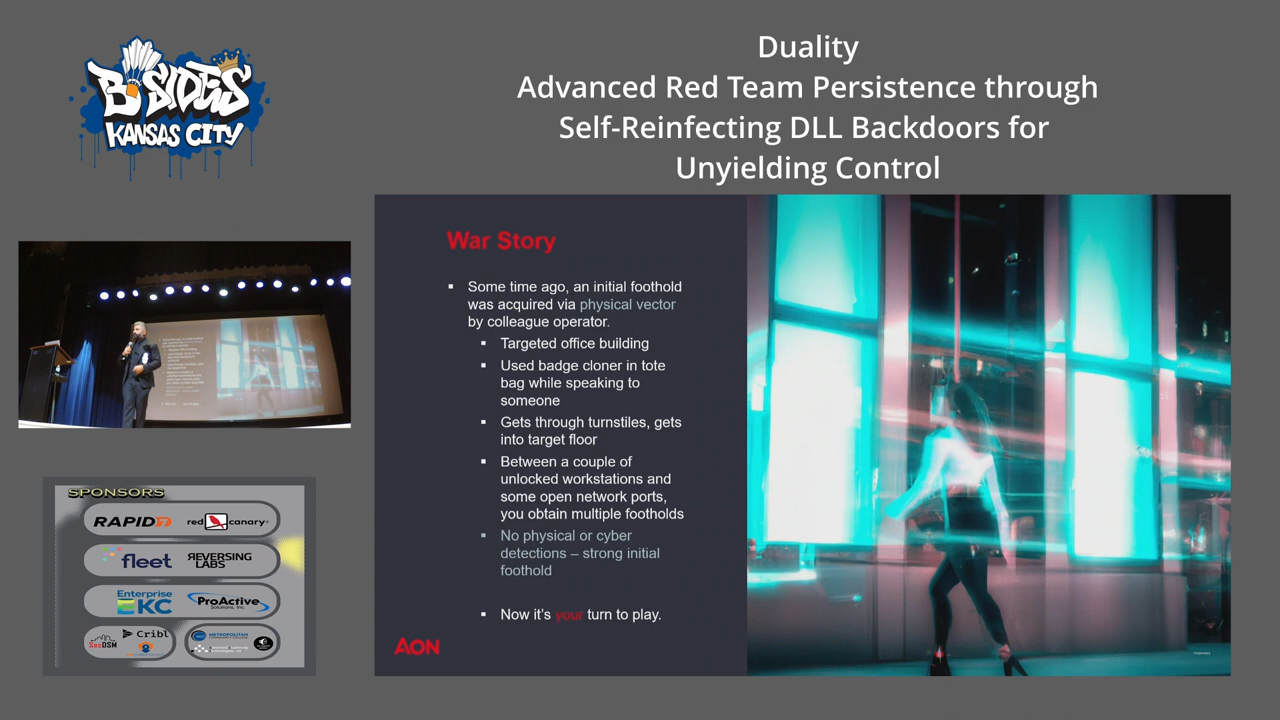 B SIDES
KANSAS CITY
Duality
Advanced Red Team Persistence through
Self-Reinfecting DLL Backdoors for
Unyielding Control
War Story
Some time ago, an initial foothold
was acquired via physical vector
by colleague operator.
Targeted office building
Used badge cloner in tote
bag while speaking to
someone
Gets through turnstiles, gets
into target floor
Between a couple of
unlocked workstations and
some open network ports,
you obtain multiple footholds
No physical or cyber
detections – strong initial
foothold
Now it's your turn to play.
AON
SPONSORS
RAPID7
red canary
fleet
REVERSING
LABS
Enterprise
KC
ProActive
Solutions, Inc.
SecDSM
Cribl
METROPOLITAN